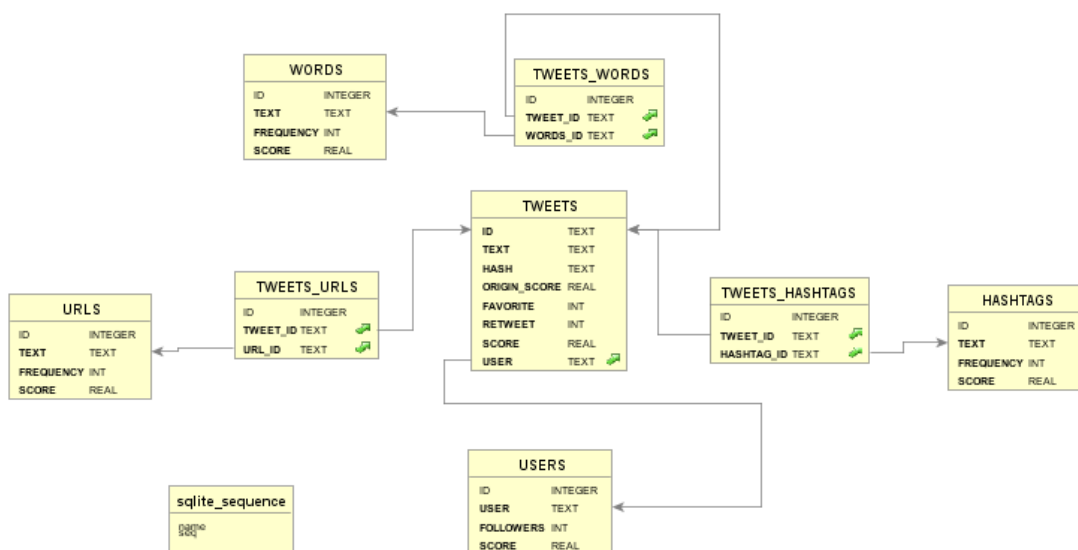 WORDS
ID INTEGER
TEXT TEXT
FREQUENCY INT
SCORE REAL
TWEETS_WORDS
ID INTEGER
TWEET_ID TEXT
WORDS_ID TEXT
TWEETS
ID TEXT
TEXT TEXT
HASH TEXT
ORIGIN_SCORE REAL
FAVORITE INT
RETWEET INT
SCORE REAL
USER TEXT
TWEETS_URLS
ID INTEGER
TWEET_ID TEXT
URL_ID TEXT
URLS
ID INTEGER
TEXT TEXT
FREQUENCY INT
SCORE REAL
TWEETS_HASHTAGS
ID INTEGER
TWEET_ID TEXT
HASHTAG_ID TEXT
HASHTAGS
ID INTEGER
TEXT TEXT
FREQUENCY INT
SCORE REAL
USERS
ID INTEGER
USER TEXT
FOLLOWERS INT
SCORE REAL
sqlite_sequence
name
seq